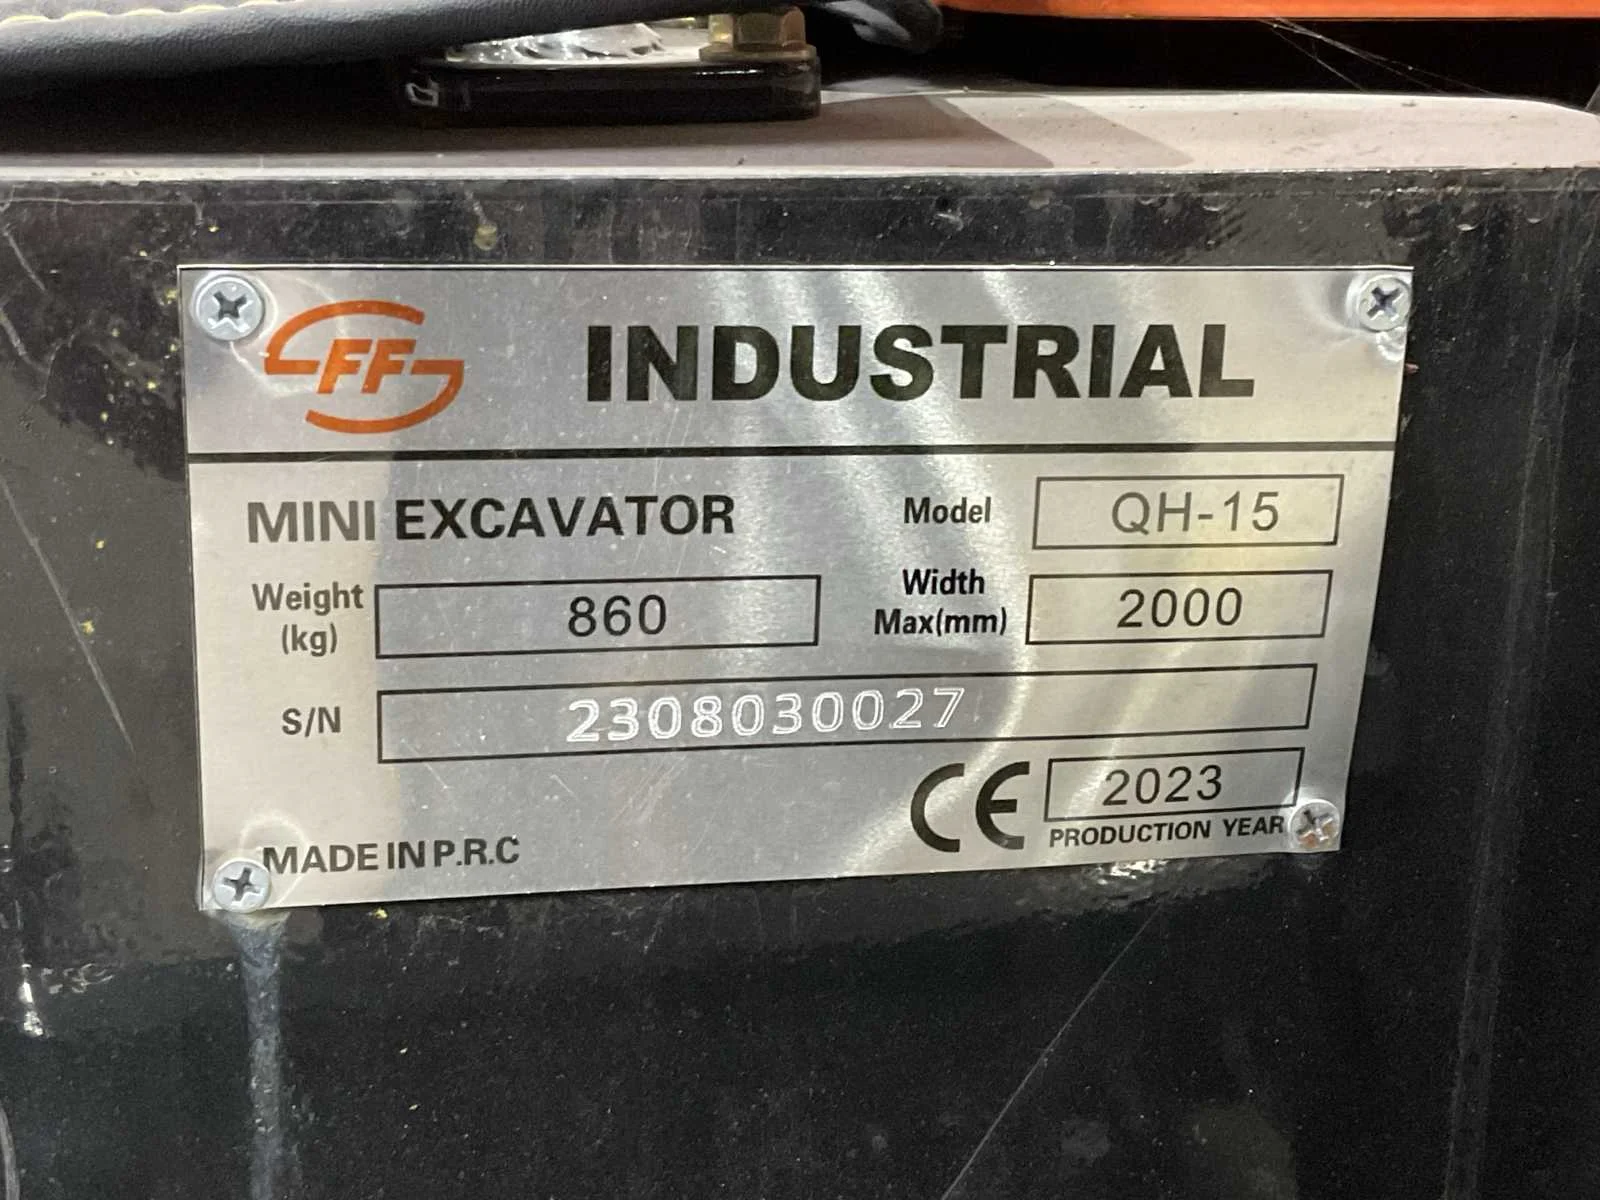 FF INDUSTRIAL
MINI EXCAVATOR Model QH-15
Weight (kg) 860 Width Max(mm) 2000
S/N 2308030027
CE 2023
MADE IN P.R.C PRODUCTION YEAR